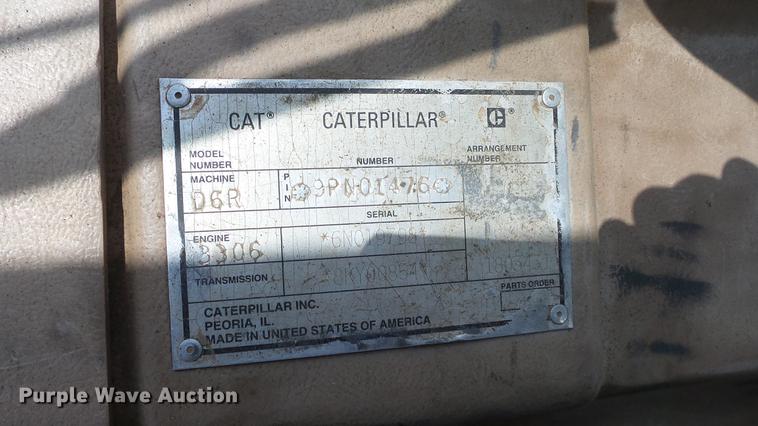 CAT® CATERPILLAR® C®
MODEL NUMBER NUMBER ARRANGEMENT NUMBER
MACHINE D6R PIN 9PN01476
SERIAL
ENGINE 3306
TRANSMISSION
PARTS ORDER
CATERPILLAR INC.
PEORIA, IL.
MADE IN UNITED STATES OF AMERICA
Purple Wave Auction